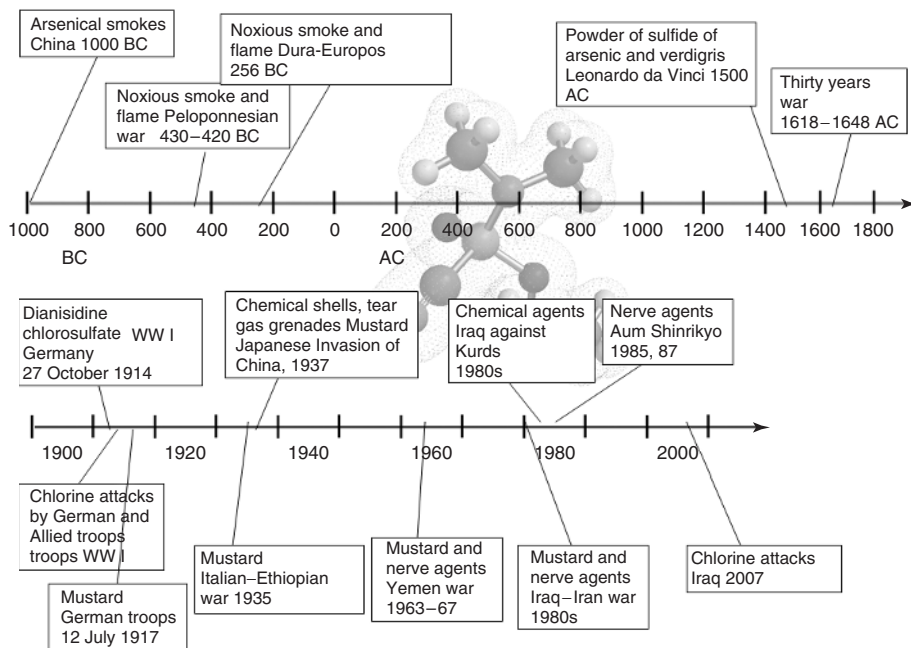 Arsenical smokes
China 1000 BC
Noxious smoke and
flame Dura-Europos
256 BC
Noxious smoke and
flame Peloponnesian
war 430–420 BC
Powder of sulfide of
arsenic and verdigris
Leonardo da Vinci 1500
AC
Thirty years
war
1618–1648 AC
1000 800 600 400 200 0 200 400 600 800 1000 1200 1400 1600 1800
BC AC
Dianisidine
chlorosulfate WW I
Germany
27 October 1914
Chemical shells, tear
gas grenades Mustard
Japanese Invasion of
China, 1937
Chemical agents
Iraq against
Kurds
1980s
Nerve agents
Aum Shinrikyo
1985, 87
1900 1920 1940 1960 1980 2000
Chlorine attacks
by German and
Allied troops
troops WW I
Mustard
German troops
12 July 1917
Mustard
Italian–Ethiopian
war 1935
Mustard and
nerve agents
Yemen war
1963–67
Mustard and
nerve agents
Iraq–Iran war
1980s
Chlorine attacks
Iraq 2007